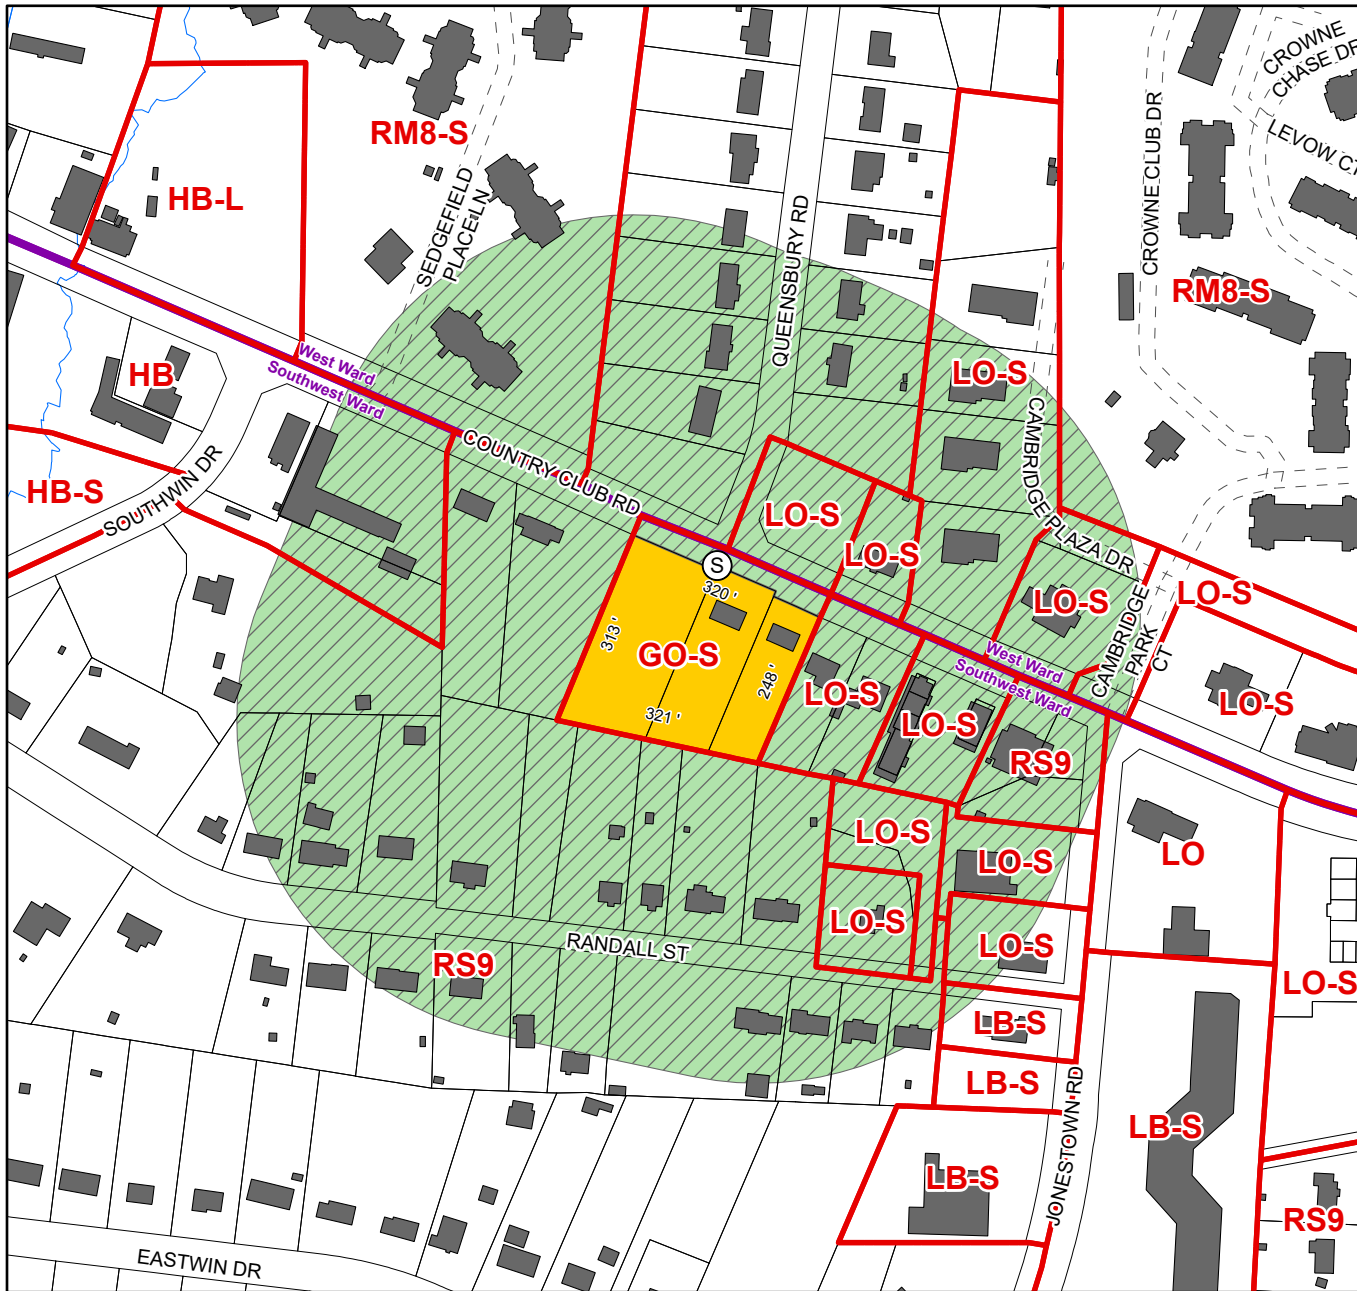 CROWNE
CHASE DR
LEVOW CT
RM8-S
CROWNE CLUB DR
HB-L
SEDGEFIELD
PLACE LN
QUEENSBURY RD
RM8-S
West Ward
Southwest Ward
HB
LO-S
CAMBRIDGE PLAZA DR
COUNTRY CLUB RD
HB-S
SOUTHWIN DR
LO-S
LO-S
S
320 '
313 '
GO-S
248 '
321 '
LO-S
LO-S
CAMBRIDGE
PARK
CT
West Ward
Southwest Ward
LO-S
LO-S
LO-S
RS9
LO-S
LO-S
LO
LO-S
LO-S
RANDALL ST
RS9
LO-S
LB-S
LB-S
JONESTOWN RD
LB-S
LB-S
RS9
EASTWIN DR